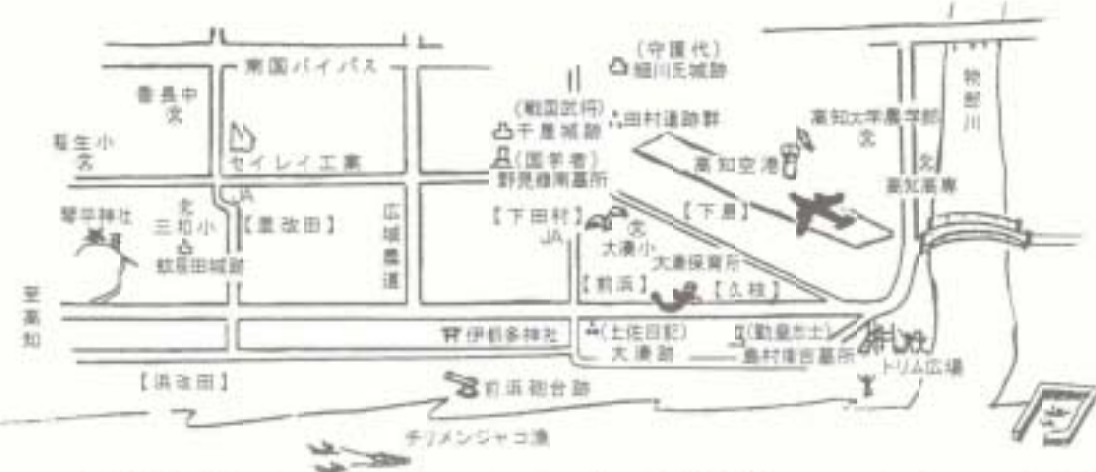 南国バイパス
香長中
文
稲生小
文
セイレイ工業
(守護代)
細川氏城跡
(戦国武将)
千屋城跡
田村遺跡群
(国学者)
野見嶺南墓所
高知空港
高知大学農学部
文
物部川
文
高知高専
琴平神社
文
三和小
蚊居田城跡
JA
【里改田】
広域農道
【下田村】
JA
文
大湊小
【下島】
大湊保育所
【前浜】
【久枝】
至高知
伊都多神社
(土佐日記)
大湊跡
(勤皇志士)
島村衛吉墓所
トリム広場
【浜改田】
前浜砲台跡
チリメンジャコ漁